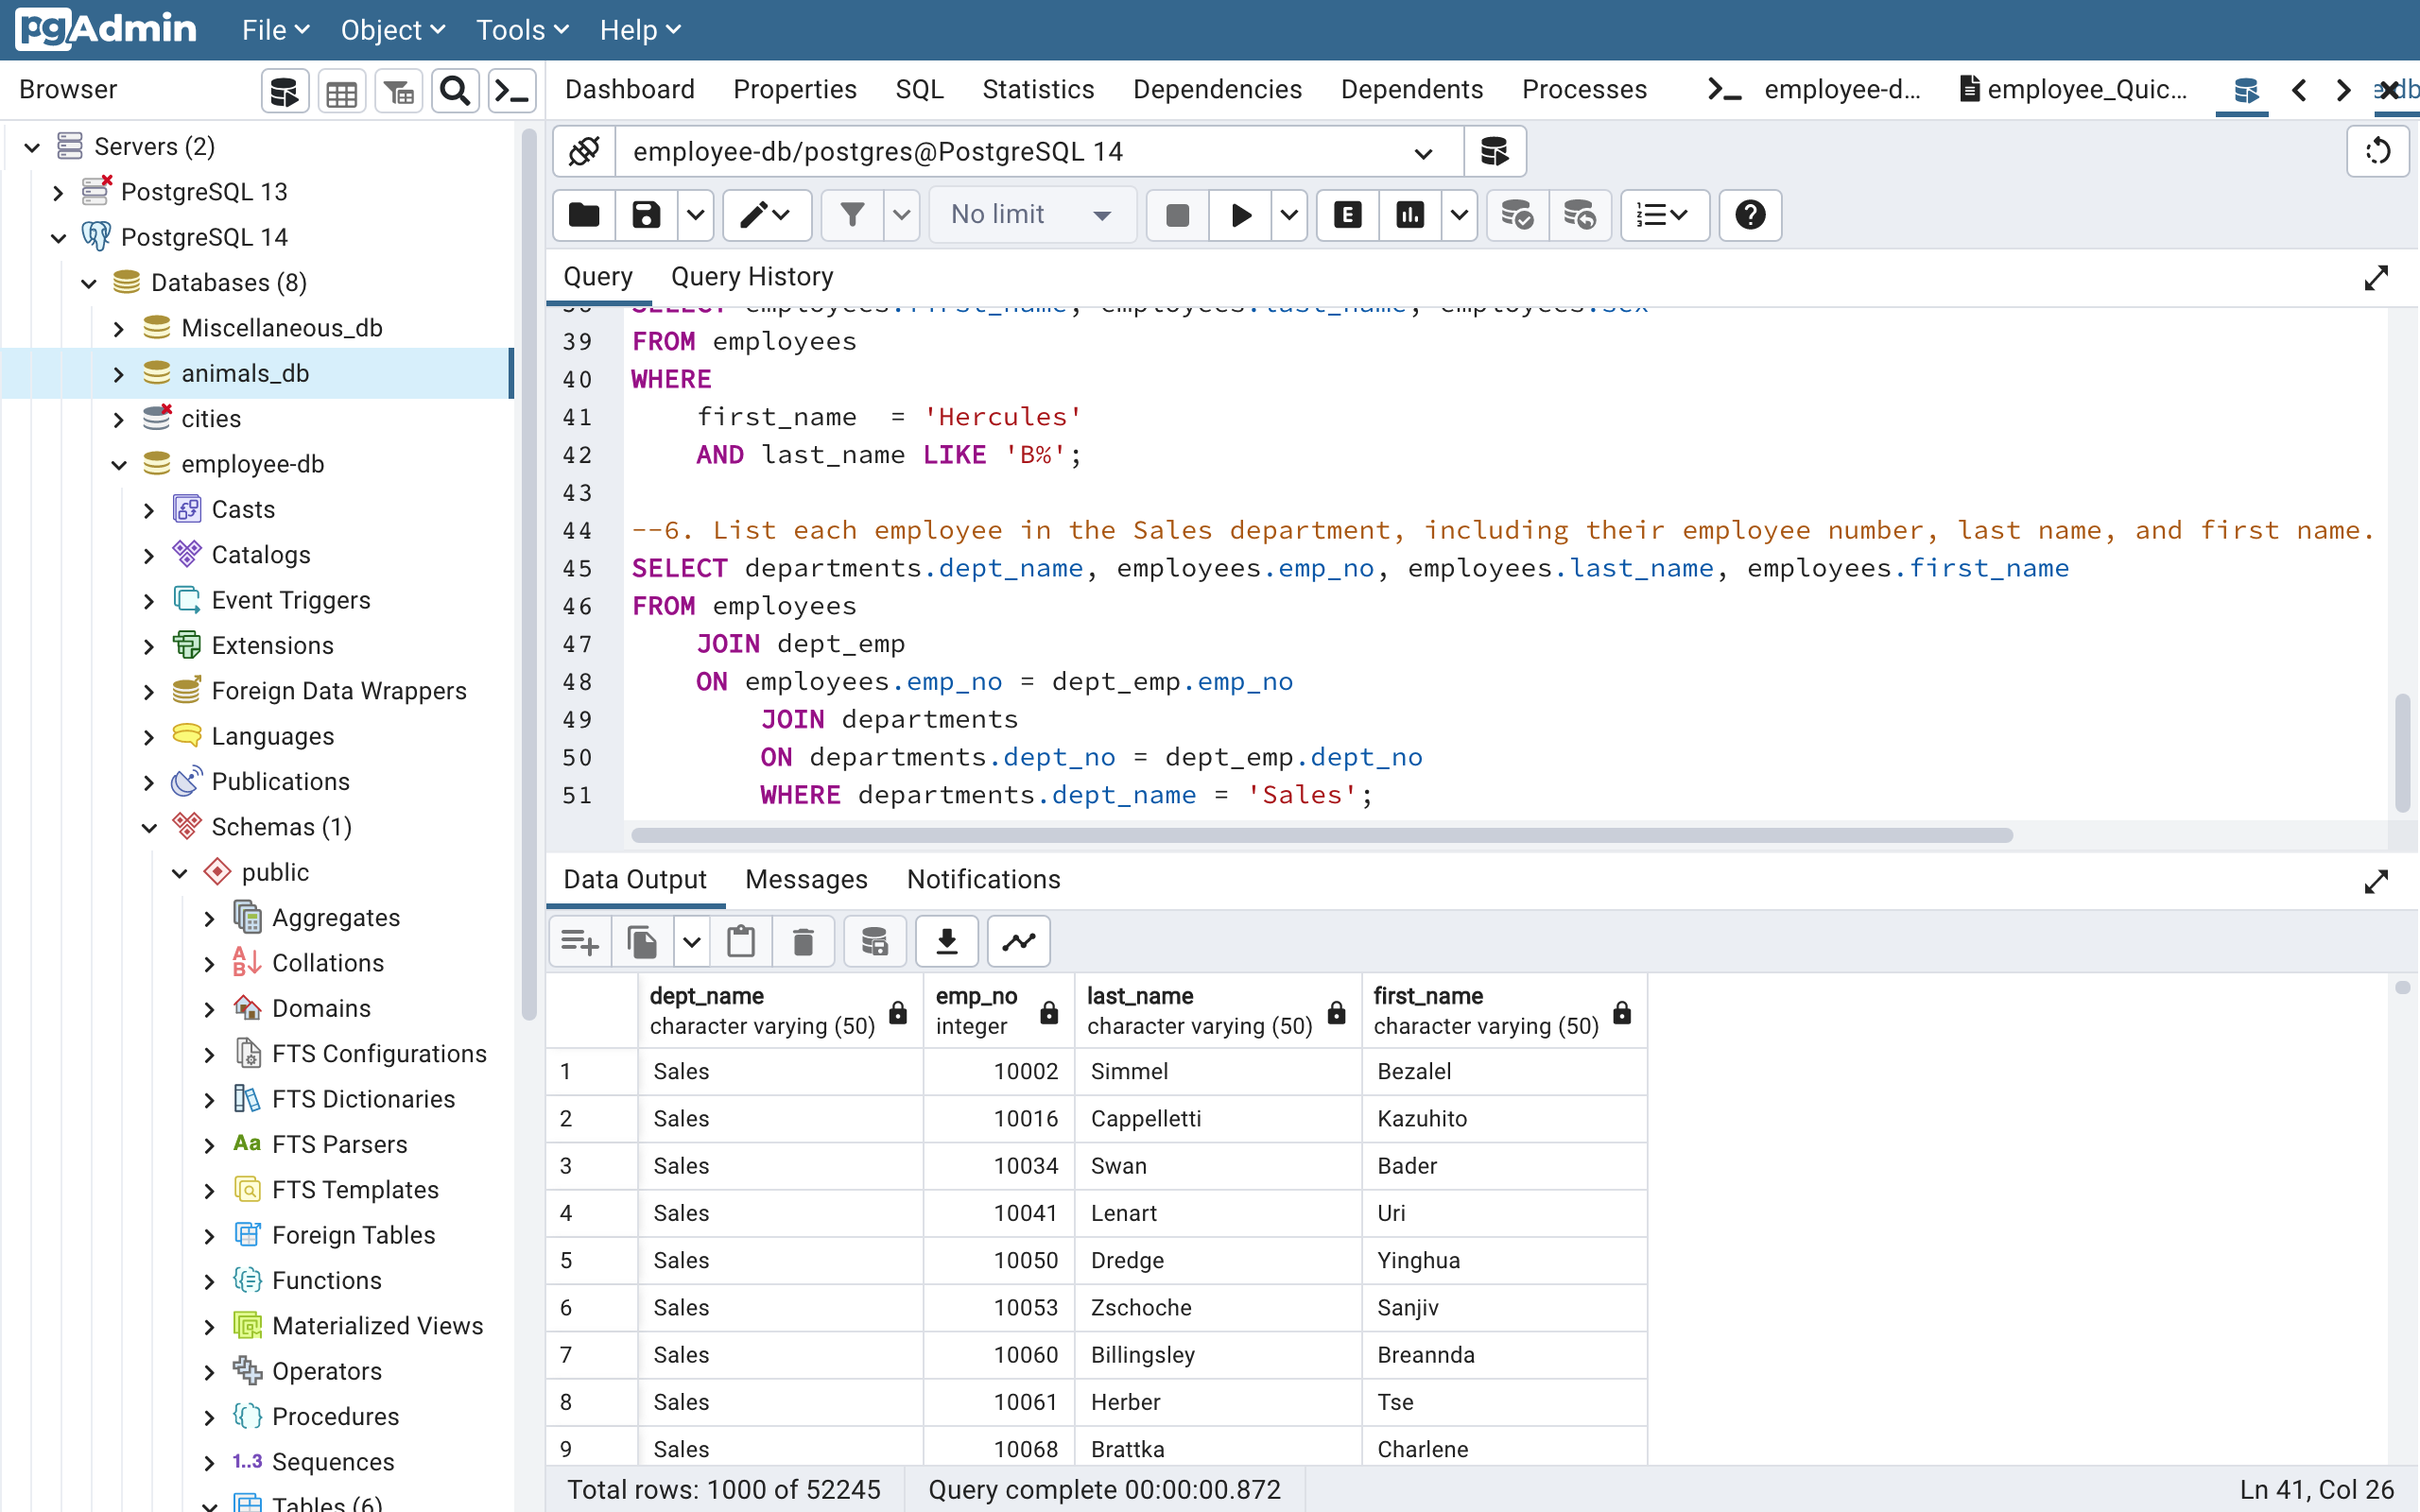 pgAdmin File Object Tools Help
Browser
Dashboard Properties SQL Statistics Dependencies Dependents Processes employee-d... employee_Quic...
Servers (2)
PostgreSQL 13
PostgreSQL 14
Databases (8)
Miscellaneous_db
animals_db
cities
employee-db
Casts
Catalogs
Event Triggers
Extensions
Foreign Data Wrappers
Languages
Publications
Schemas (1)
public
Aggregates
Collations
Domains
FTS Configurations
FTS Dictionaries
Aa FTS Parsers
FTS Templates
Foreign Tables
Functions
Materialized Views
Operators
Procedures
1..3 Sequences
Tables (6)
employee-db/postgres@PostgreSQL 14
No limit
Query Query History
SELECT employees.first_name, employees.last_name, employees.sex
39 FROM employees
40 WHERE
41 first_name = 'Hercules'
42 AND last_name LIKE 'B%';
43
44 --6. List each employee in the Sales department, including their employee number, last name, and first name.
45 SELECT departments.dept_name, employees.emp_no, employees.last_name, employees.first_name
46 FROM employees
47 JOIN dept_emp
48 ON employees.emp_no = dept_emp.emp_no
49 JOIN departments
50 ON departments.dept_no = dept_emp.dept_no
51 WHERE departments.dept_name = 'Sales';
Data Output Messages Notifications
dept_name emp_no last_name first_name
character varying (50) integer character varying (50) character varying (50)
1 Sales 10002 Simmel Bezalel
2 Sales 10016 Cappelletti Kazuhito
3 Sales 10034 Swan Bader
4 Sales 10041 Lenart Uri
5 Sales 10050 Dredge Yinghua
6 Sales 10053 Zschoche Sanjiv
7 Sales 10060 Billingsley Breannda
8 Sales 10061 Herber Tse
9 Sales 10068 Brattka Charlene
Total rows: 1000 of 52245 Query complete 00:00:00.872 Ln 41, Col 26